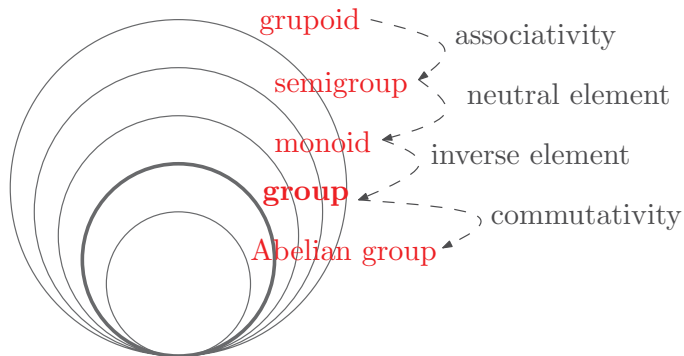 grupoid
associativity
semigroup
neutral element
monoid
inverse element
group
commutativity
Abelian group